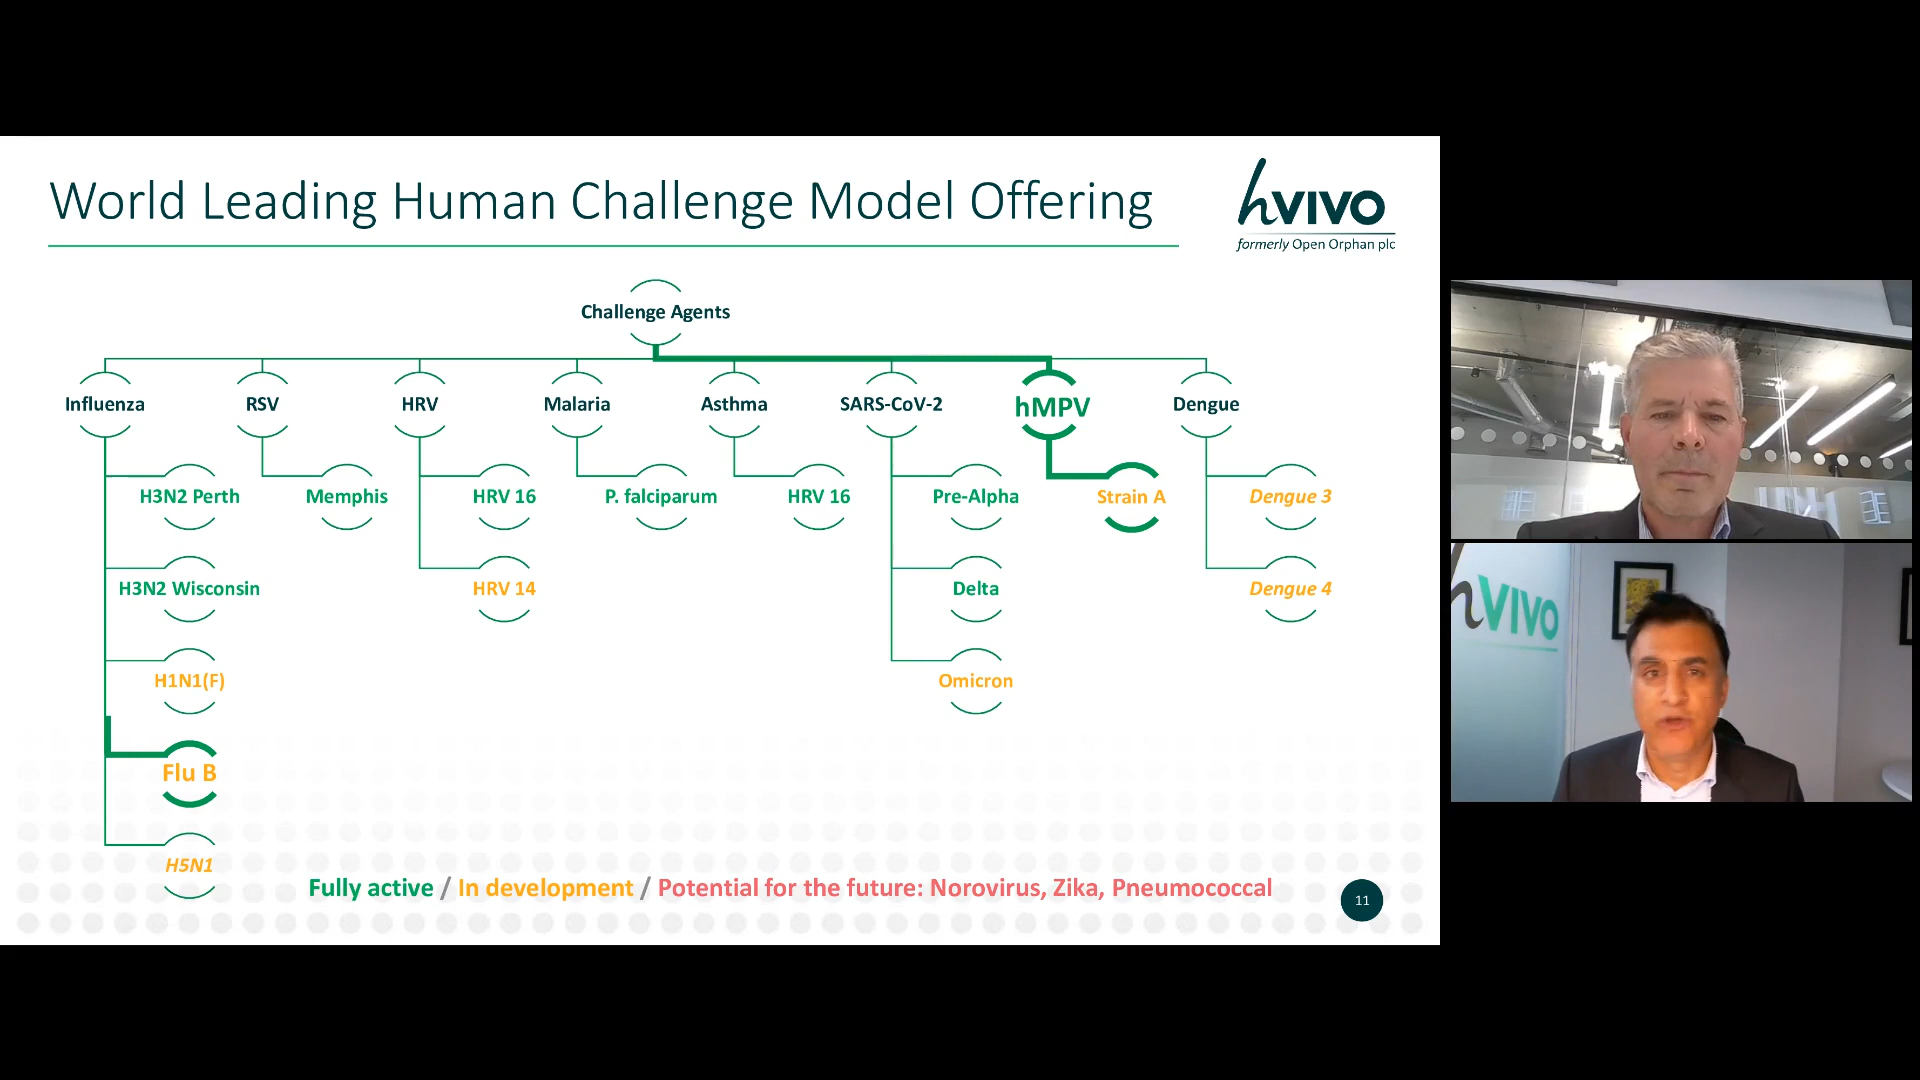 World Leading Human Challenge Model Offering
hvivo
formerly Open Orphan plc
Challenge Agents
Influenza
RSV
HRV
Malaria
Asthma
SARS-CoV-2
hMPV
Dengue
H3N2 Perth
Memphis
HRV 16
P. falciparum
HRV 16
Pre-Alpha
Strain A
Dengue 3
H3N2 Wisconsin
HRV 14
Delta
Dengue 4
H1N1(F)
Omicron
Flu B
H5N1
Fully active / In development / Potential for the future: Norovirus, Zika, Pneumococcal
11
hVIVO